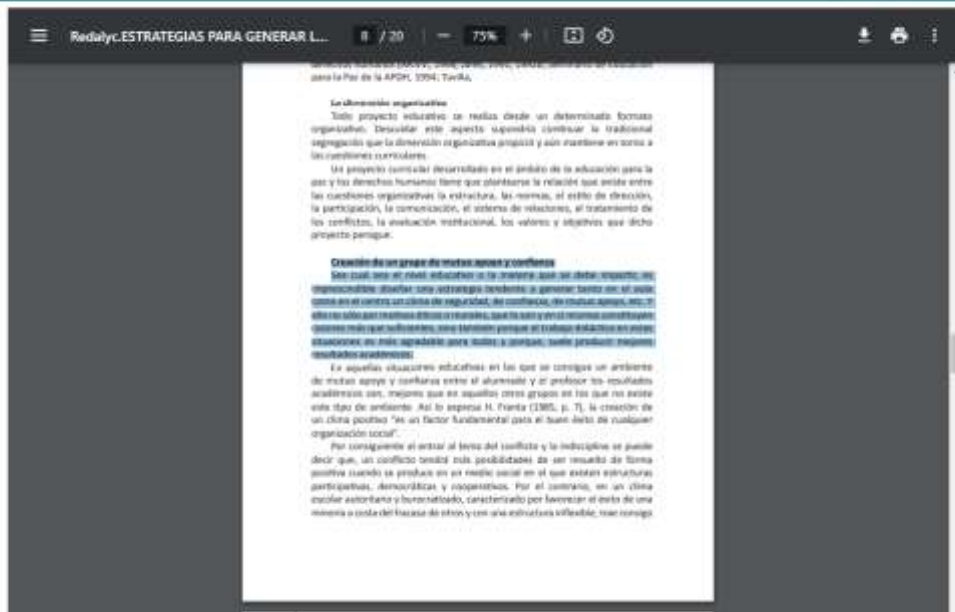 Redalyc.ESTRATEGIAS PARA GENERAR L... 8 / 20 75%
para la Paz de la APDH, 1994; Tuvilla,
La dimensión organizativa
Todo proyecto educativo se realiza desde un determinado formato
organizativo. Descuidar este aspecto supondría continuar la tradicional
segregación que la dimensión organizativa propició y aún mantiene en torno a
las cuestiones curriculares.
Un proyecto curricular desarrollado en el ámbito de la educación para la
paz y los derechos humanos tiene que plantearse la relación que existe entre
las cuestiones organizativas la estructura, las normas, el estilo de dirección,
la participación, la comunicación, el sistema de relaciones, el tratamiento de
los conflictos, la evaluación institucional, los valores y objetivos que dicho
proyecto persigue.
Creación de un grupo de mutuo apoyo y confianza
Sea cual sea el nivel educativo o la materia que se debe impartir, es
imprescindible diseñar una estrategia tendente a generar tanto en el aula
como en el centro un clima de seguridad, de confianza, de mutuo apoyo, etc. Y
ello no sólo por motivos éticos o morales, que lo son y en sí mismos constituyen
razones más que suficientes, sino también porque el trabajo didáctico en estas
situaciones es más agradable para todos y porque, suele producir mejores
resultados académicos.
En aquellas situaciones educativas en las que se consigue un ambiente
de mutuo apoyo y confianza entre el alumnado y el profesor los resultados
académicos son, mejores que en aquellos otros grupos en los que no existe
este tipo de ambiente. Así lo expresa H. Franta (1985, p. 7), la creación de
un clima positivo "es un factor fundamental para el buen éxito de cualquier
organización social".
Por consiguiente al entrar al tema del conflicto y la indisciplina se puede
decir que, un conflicto tendrá más posibilidades de ser resuelto de forma
positiva cuando se produce en un medio social en el que existen estructuras
participativas, democráticas y cooperativas. Por el contrario, en un clima
escolar autoritario y burocratizado, caracterizado por favorecer el éxito de una
minoría a costa del fracaso de otros y con una estructura inflexible, trae consigo